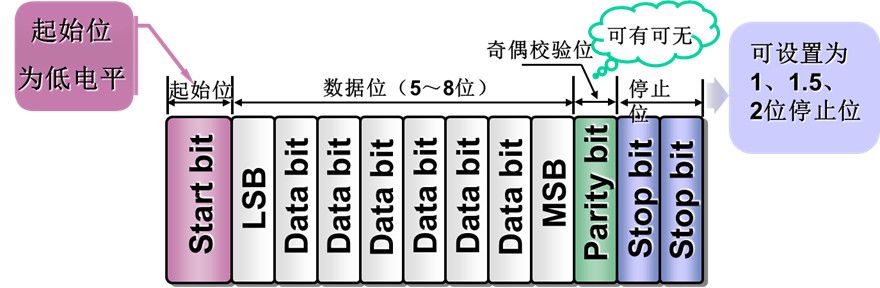 起始位
为低电平
可有可无
奇偶校验位
可设置为
1、1.5、
2位停止位
起始位
数据位（5～8位）
停止
位
Start bit
LSB
Data bit
Data bit
Data bit
Data bit
Data bit
Data bit
MSB
Parity bit
Stop bit
Stop bit